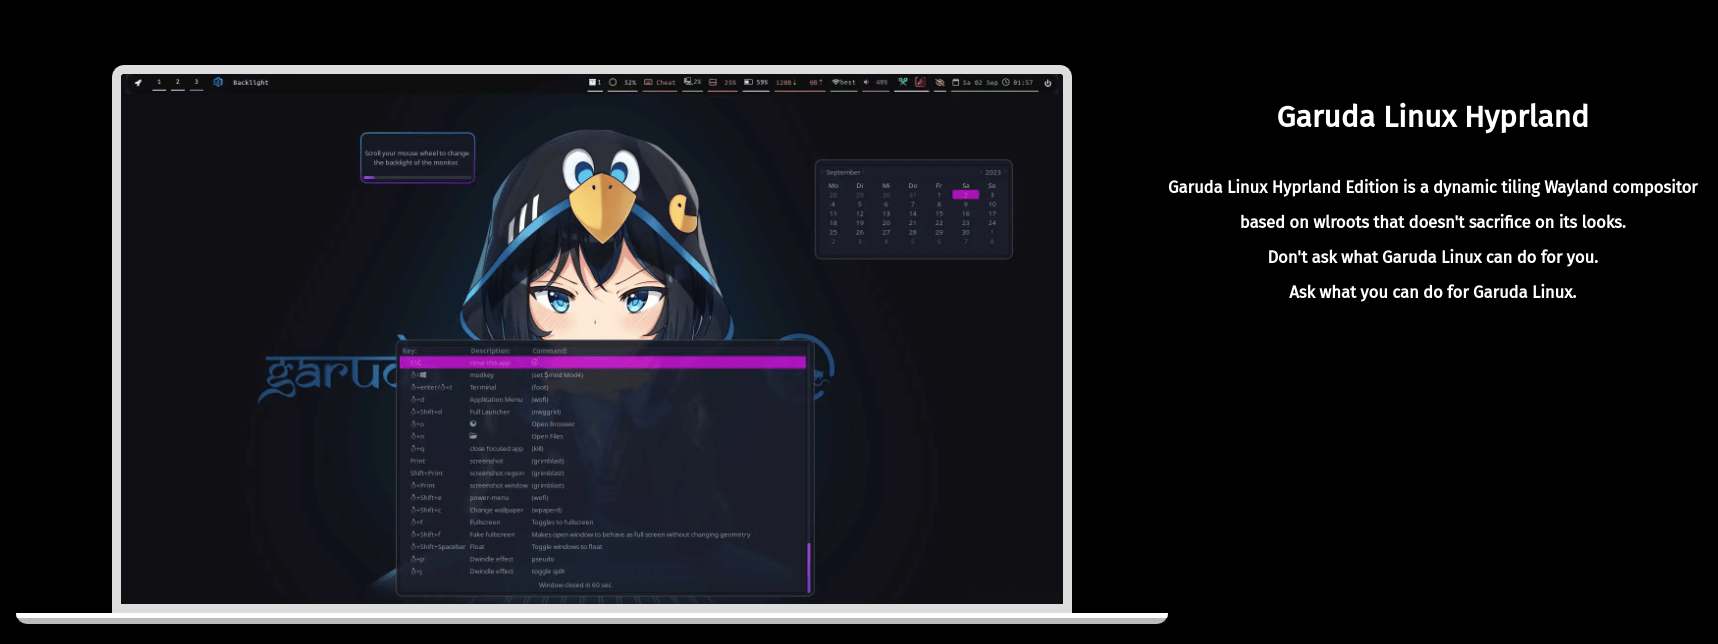 1 2 3 Backlight 1 52% Cheat 2% 25% 59% 120B↓ 0B↑ best 40% Sa 02 Sep 01:57
Scroll your mouse wheel to change
the backlight of the monitor.
September 2023
Mo Di Mi Do Fr Sa So
28 29 30 31 1 2 3
4 5 6 7 8 9 10
11 12 13 14 15 16 17
18 19 20 21 22 23 24
25 26 27 28 29 30 1
2 3 4 5 6 7 8
garud
Key: Description: Command:
ESC close this app
+ modkey (set $mod Mod4)
+enter/ +t Terminal (foot)
+d Application Menu (wofi)
+Shift+d Full Launcher (nwggrid)
+o Open Browser
+n Open Files
+q close focused app (kill)
Print screenshot (grimblast)
Shift+Print screenshot region (grimblast)
+Print screenshot window (grimblast)
+Shift+e power-menu (wofi)
+Shift+c Change wallpaper (wpaperd)
+f Fullscreen Toggles to fullscreen
+Shift+f Fake fullscreen Makes open window to behave as full screen without changing geometry
+Shift+Spacebar Float Toggle windows to float
+p Dwindle effect pseudo
+j Dwindle effect toggle split
Window closed in 60 sec.
Garuda Linux Hyprland
Garuda Linux Hyprland Edition is a dynamic tiling Wayland compositor
based on wlroots that doesn't sacrifice on its looks.
Don't ask what Garuda Linux can do for you.
Ask what you can do for Garuda Linux.